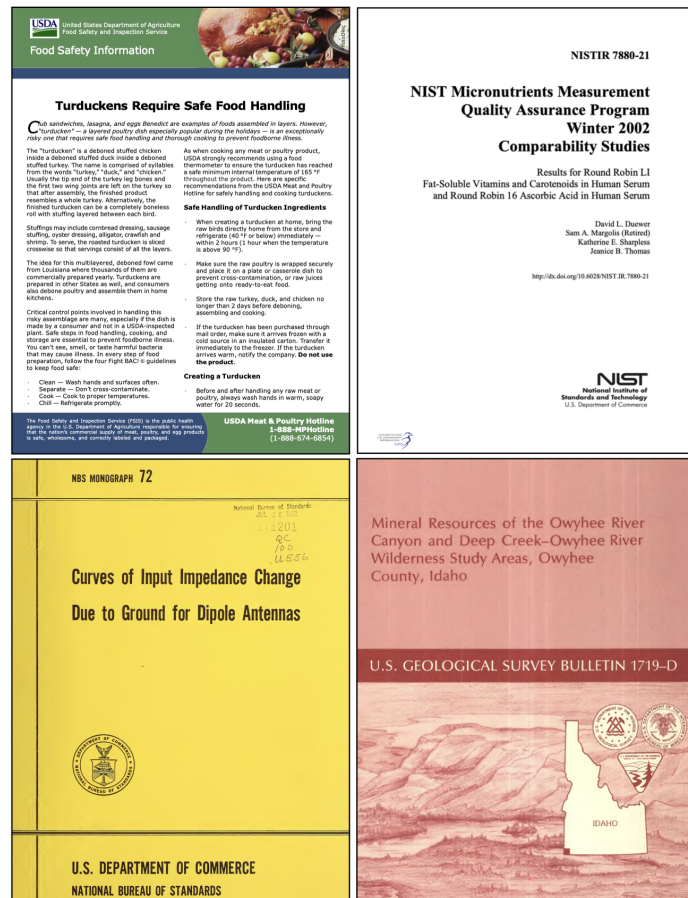 USDA
United States Department of Agriculture
Food Safety and Inspection Service
Food Safety Information
Turduckens Require Safe Food Handling
Club sandwiches, lasagna, and eggs Benedict are examples of foods assembled in layers. However,
"turducken" — a layered poultry dish especially popular during the holidays — is an exceptionally
risky one that requires safe food handling and thorough cooking to prevent foodborne illness.
The "turducken" is a deboned stuffed chicken
inside a deboned stuffed duck inside a deboned
stuffed turkey. The name is comprised of syllables
from the words "turkey," "duck," and "chicken."
Usually the tip end of the turkey leg bones and
the first two wing joints are left on the turkey so
that after assembly, the finished product
resembles a whole turkey. Alternatively, the
finished turducken can be a completely boneless
roll with stuffing layered between each bird.
Stuffings may include cornbread dressing, sausage
stuffing, oyster dressing, alligator, crawfish and
shrimp. To serve, the roasted turducken is sliced
crosswise so that servings consist of all the layers.
The idea for this multilayered, deboned fowl came
from Louisiana where thousands of them are
commercially prepared yearly. Turduckens are
prepared in other States as well, and consumers
also debone poultry and assemble them in home
kitchens.
Critical control points involved in handling this
risky assemblage are many, especially if the dish is
made by a consumer and not in a USDA-inspected
plant. Safe steps in food handling, cooking, and
storage are essential to prevent foodborne illness.
You can't see, smell, or taste harmful bacteria
that may cause illness. In every step of food
preparation, follow the four Fight BAC! ® guidelines
to keep food safe:
· Clean — Wash hands and surfaces often.
· Separate — Don't cross-contaminate.
· Cook — Cook to proper temperatures.
· Chill — Refrigerate promptly.
As when cooking any meat or poultry product,
USDA strongly recommends using a food
thermometer to ensure the turducken has reached
a safe minimum internal temperature of 165 °F
throughout the product. Here are specific
recommendations from the USDA Meat and Poultry
Hotline for safely handling and cooking turduckens.
Safe Handling of Turducken Ingredients
· When creating a turducken at home, bring the
raw birds directly home from the store and
refrigerate (40 °F or below) immediately —
within 2 hours (1 hour when the temperature
is above 90 °F).
· Make sure the raw poultry is wrapped securely
and place it on a plate or casserole dish to
prevent cross-contamination, or raw juices
getting onto ready-to-eat food.
· Store the raw turkey, duck, and chicken no
longer than 2 days before deboning,
assembling and cooking.
· If the turducken has been purchased through
mail order, make sure it arrives frozen with a
cold source in an insulated carton. Transfer it
immediately to the freezer. If the turducken
arrives warm, notify the company. Do not use
the product.
Creating a Turducken
· Before and after handling any raw meat or
poultry, always wash hands in warm, soapy
water for 20 seconds.
The Food Safety and Inspection Service (FSIS) is the public health
agency in the U.S. Department of Agriculture responsible for ensuring
that the nation's commercial supply of meat, poultry, and egg products
is safe, wholesome, and correctly labeled and packaged.
USDA Meat & Poultry Hotline
1-888-MPHotline
(1-888-674-6854)
NISTIR 7880-21
NIST Micronutrients Measurement
Quality Assurance Program
Winter 2002
Comparability Studies
Results for Round Robin LI
Fat-Soluble Vitamins and Carotenoids in Human Serum
and Round Robin 16 Ascorbic Acid in Human Serum
David L. Duewer
Sam A. Margolis (Retired)
Katherine E. Sharpless
Jeanice B. Thomas
http://dx.doi.org/10.6028/NIST.IR.7880-21
NIST
National Institute of
Standards and Technology
U.S. Department of Commerce
NBS MONOGRAPH 72
National Bureau of Standards
1201
QC
100
.U556
Curves of Input Impedance Change
Due to Ground for Dipole Antennas
DEPARTMENT OF COMMERCE
NATIONAL BUREAU OF STANDARDS
U.S. DEPARTMENT OF COMMERCE
NATIONAL BUREAU OF STANDARDS
Mineral Resources of the Owyhee River
Canyon and Deep Creek–Owyhee River
Wilderness Study Areas, Owyhee
County, Idaho
U.S. GEOLOGICAL SURVEY BULLETIN 1719–D
IDAHO